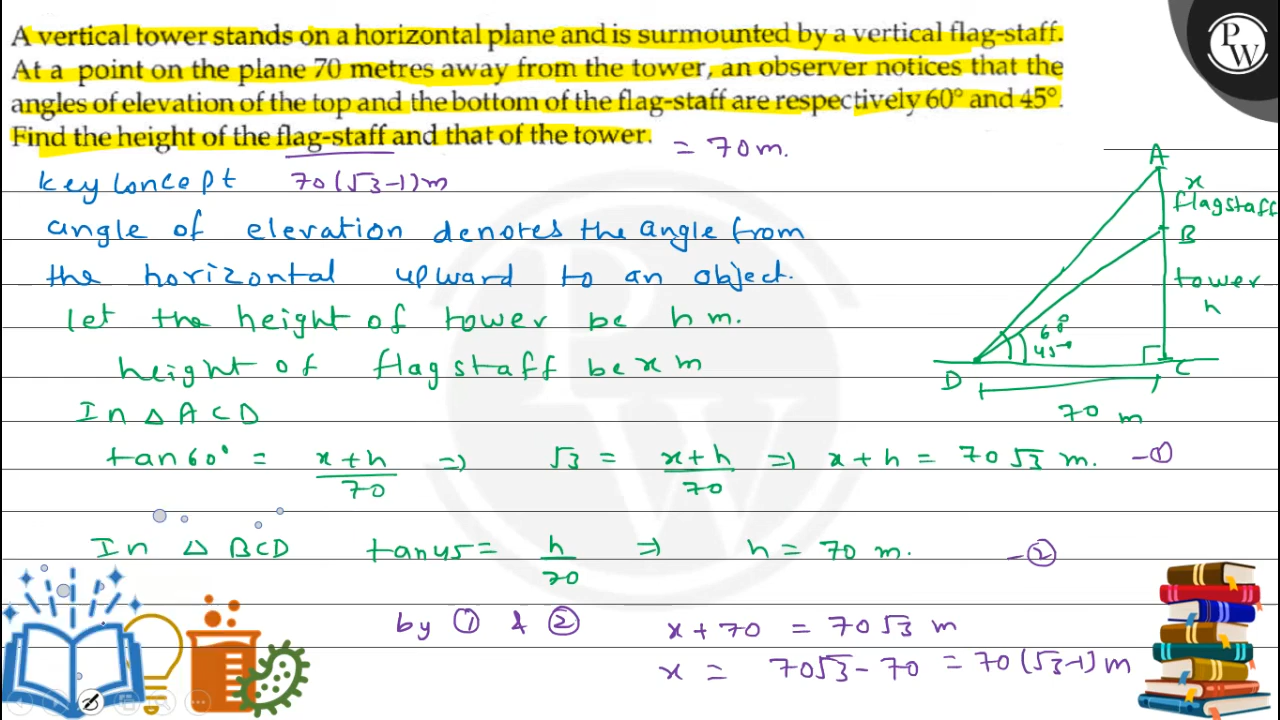 A vertical tower stands on a horizontal plane and is surmounted by a vertical flag-staff.
At a point on the plane 70 metres away from the tower, an observer notices that the
angles of elevation of the top and the bottom of the flag-staff are respectively 60° and 45°.
Find the height of the flag-staff and that of the tower.
= 70 m.
Key Concept 70(√3-1) m
angle of elevation denotes the angle from
the horizontal upward to an object.
let the height of tower be h m.
height of flagstaff be x m
In △ ACD
tan 60° = x+h/70 ⇒ √3 = x+h/70 ⇒ x+h = 70√3 m. -①
In △ BCD tan 45 = h/70 ⇒ h = 70 m. -②
by ① & ② x + 70 = 70√3 m
x = 70√3 - 70 = 70(√3-1) m
PW
A
x
flagstaff
B
tower
h
60°
45°
D
C
70 m
PW